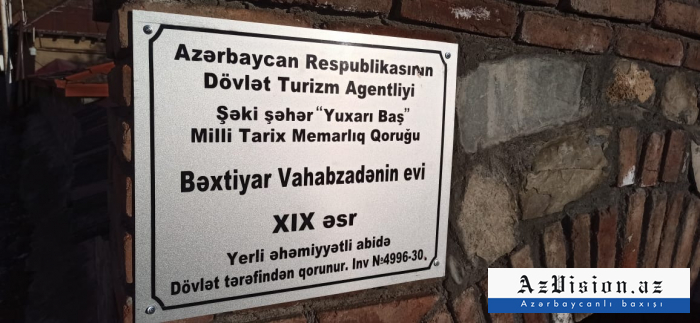 Azərbaycan Respublikasının
Dövlət Turizm Agentliyi
Şəki şəhər "Yuxarı Baş"
Milli Tarix Memarlıq Qoruğu
Bəxtiyar Vahabzadənin evi
XIX əsr
Yerli əhəmiyyətli abidə
Dövlət tərəfindən qorunur. Inv №4996-30.
AzVision.az
Azərbaycanlı baxışı